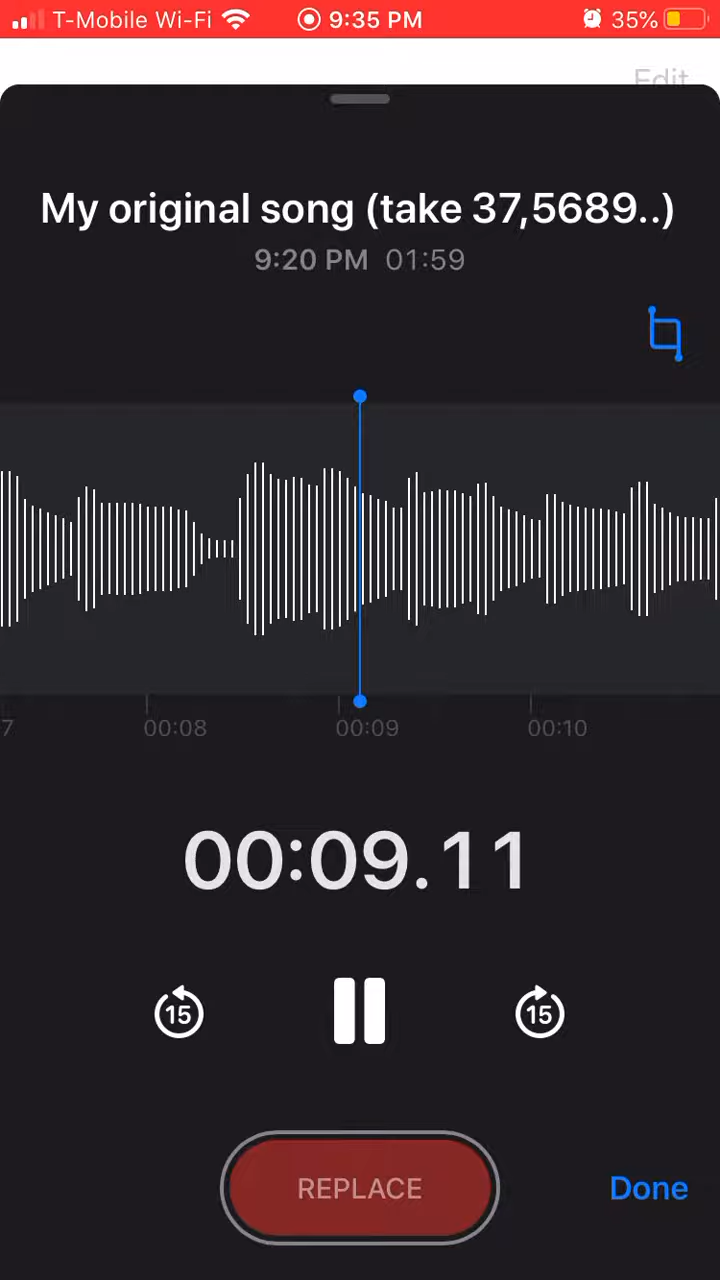 T-Mobile Wi-Fi 9:35 PM 35%
Edit
My original song (take 37,5689..)
9:20 PM 01:59
7 00:08 00:09 00:10
00:09.11
15 15
REPLACE Done